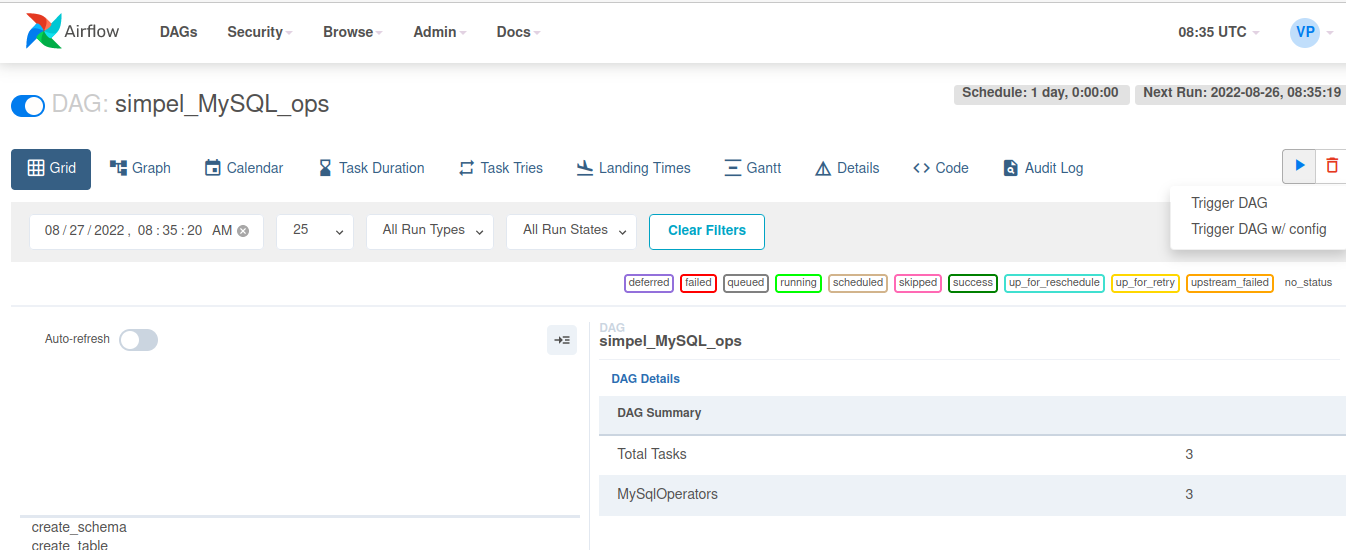 Airflow DAGs Security Browse Admin Docs 08:35 UTC VP
DAG: simpel_MySQL_ops Schedule: 1 day, 0:00:00 Next Run: 2022-08-26, 08:35:19
Grid Graph Calendar Task Duration Task Tries Landing Times Gantt Details Code Audit Log
Trigger DAG
Trigger DAG w/ config
08/27/2022, 08:35:20 AM 25 All Run Types All Run States Clear Filters
deferred failed queued running scheduled skipped success up_for_reschedule up_for_retry upstream_failed no_status
Auto-refresh
DAG
simpel_MySQL_ops
DAG Details
DAG Summary
Total Tasks 3
MySqlOperators 3
create_schema
create_table